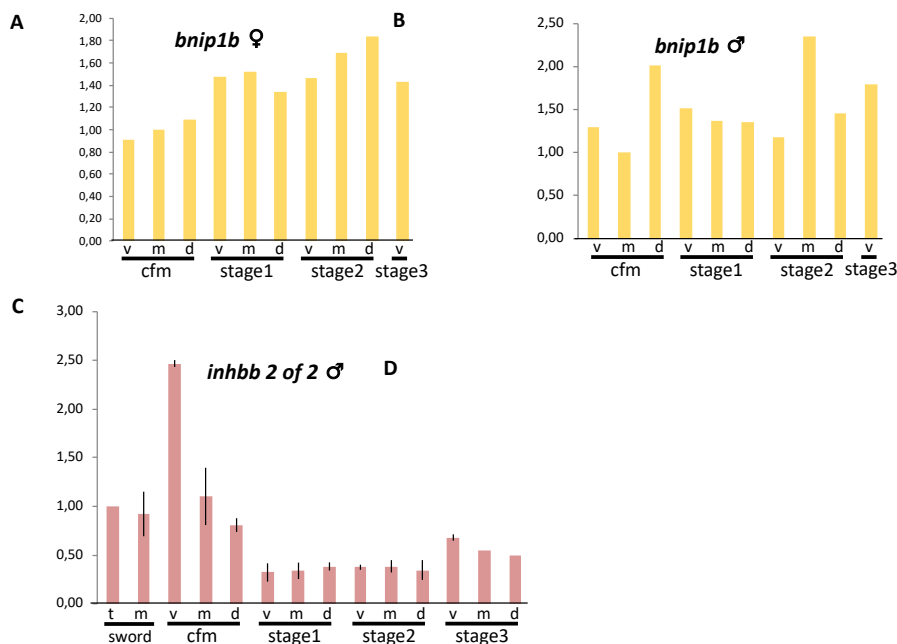 A
bnip1b ♀
2,00
1,80
1,60
1,40
1,20
1,00
0,80
0,60
0,40
0,20
0,00
v m d v m d v m d v
cfm stage1 stage2 stage3
B
bnip1b ♂
2,50
2,00
1,50
1,00
0,50
0,00
v m d v m d v m d v
cfm stage1 stage2 stage3
C
inhbb 2 of 2 ♂
D
3,00
2,50
2,00
1,50
1,00
0,50
0,00
t m v m d v m d v m d v m d
sword cfm stage1 stage2 stage3